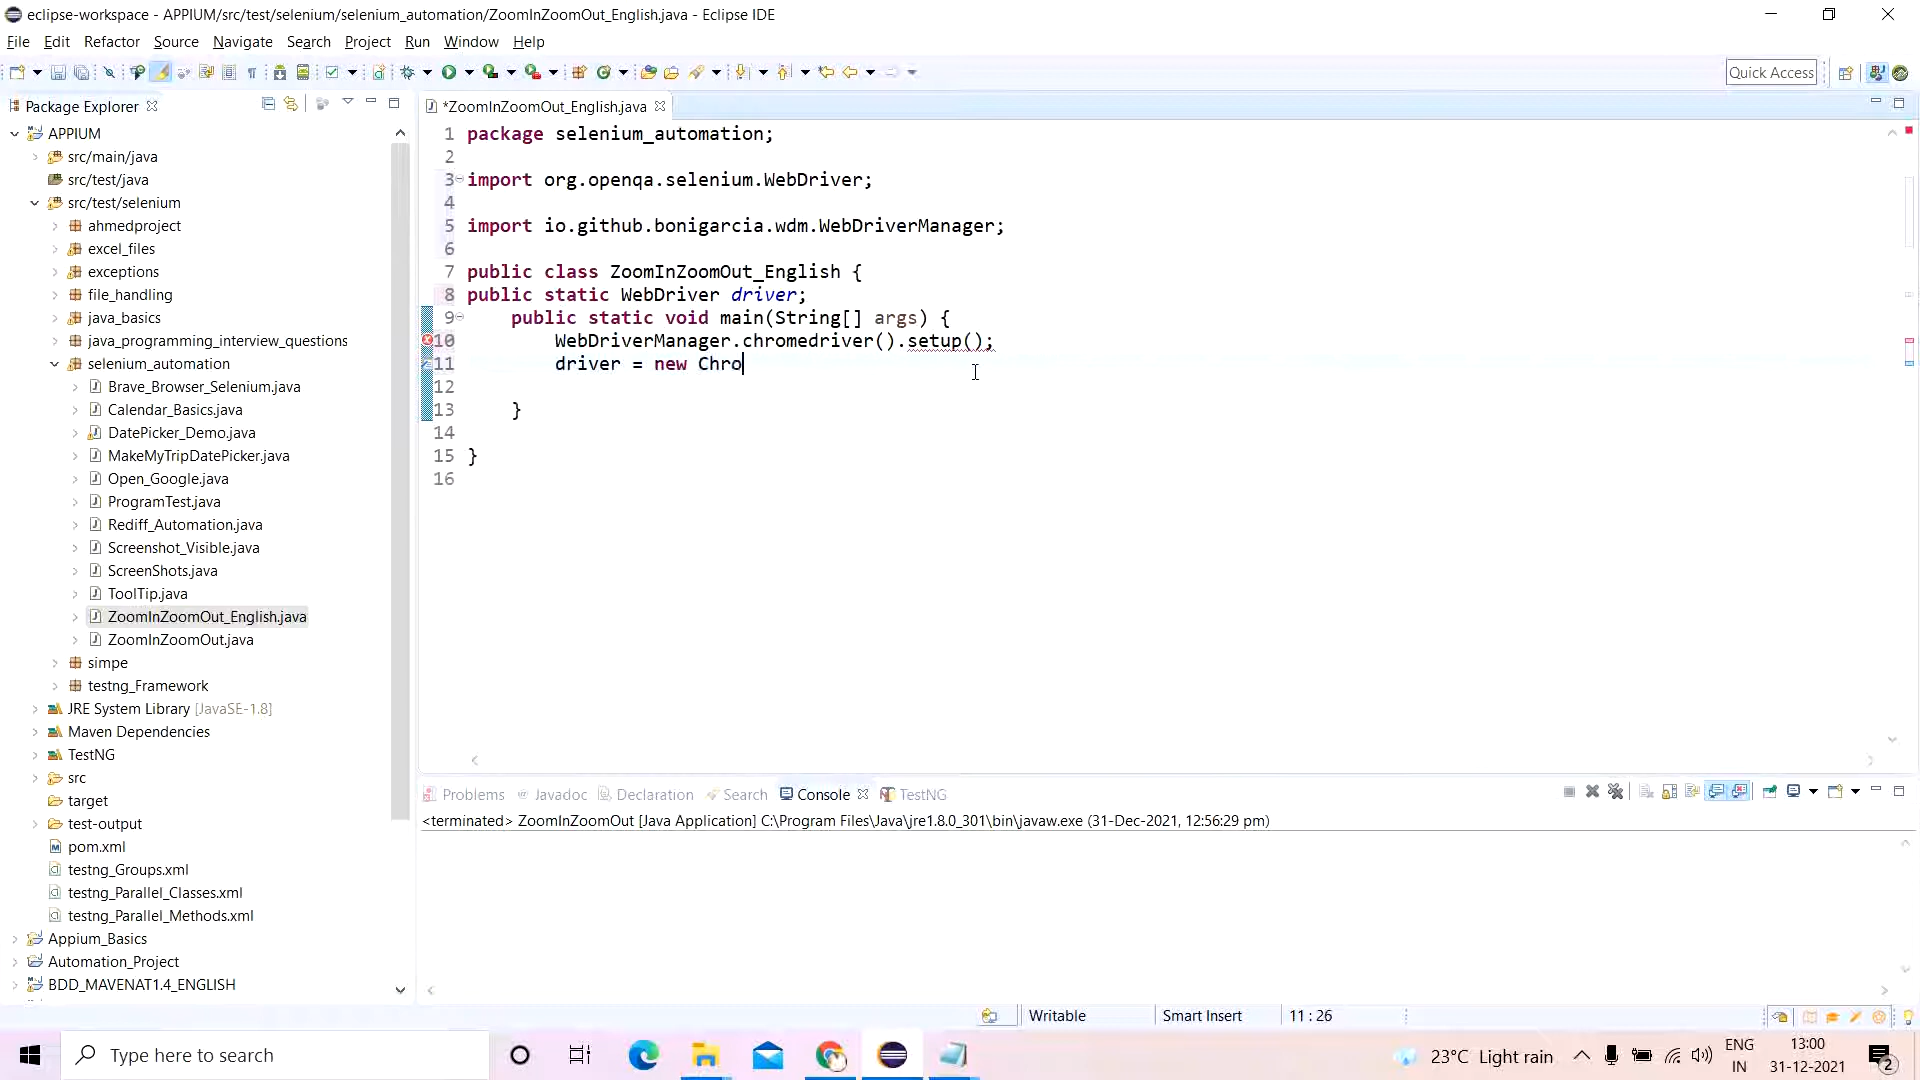 eclipse-workspace - APPIUM/src/test/selenium/selenium_automation/ZoomInZoomOut_English.java - Eclipse IDE
File Edit Refactor Source Navigate Search Project Run Window Help
Quick Access
Package Explorer
*ZoomInZoomOut_English.java
APPIUM
src/main/java
src/test/java
src/test/selenium
ahmedproject
excel_files
exceptions
file_handling
java_basics
java_programming_interview_questions
selenium_automation
Brave_Browser_Selenium.java
Calendar_Basics.java
DatePicker_Demo.java
MakeMyTripDatePicker.java
Open_Google.java
ProgramTest.java
Rediff_Automation.java
Screenshot_Visible.java
ScreenShots.java
ToolTip.java
ZoomInZoomOut_English.java
ZoomInZoomOut.java
simpe
testng_Framework
JRE System Library [JavaSE-1.8]
Maven Dependencies
TestNG
src
target
test-output
pom.xml
testng_Groups.xml
testng_Parallel_Classes.xml
testng_Parallel_Methods.xml
Appium_Basics
Automation_Project
BDD_MAVENAT1.4_ENGLISH
1 package selenium_automation;
2
3 import org.openqa.selenium.WebDriver;
4
5 import io.github.bonigarcia.wdm.WebDriverManager;
6
7 public class ZoomInZoomOut_English {
8 public static WebDriver driver;
9 public static void main(String[] args) {
10 WebDriverManager.chromedriver().setup();
11 driver = new Chro
12
13 }
14
15 }
16
Problems Javadoc Declaration Search Console TestNG
<terminated> ZoomInZoomOut [Java Application] C:\Program Files\Java\jre1.8.0_301\bin\javaw.exe (31-Dec-2021, 12:56:29 pm)
Writable Smart Insert 11 : 26
Type here to search
23°C Light rain
ENG
IN
13:00
31-12-2021
2